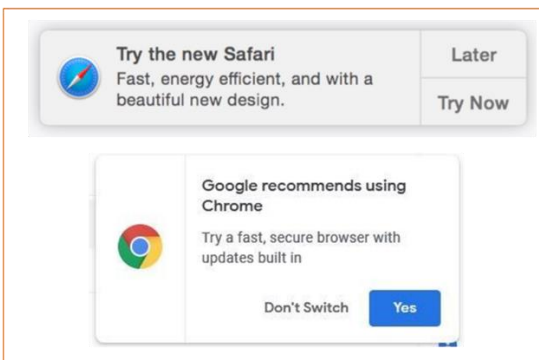 Try the new Safari
Fast, energy efficient, and with a
beautiful new design.
Later
Try Now
Google recommends using
Chrome
Try a fast, secure browser with
updates built in
Don't Switch
Yes